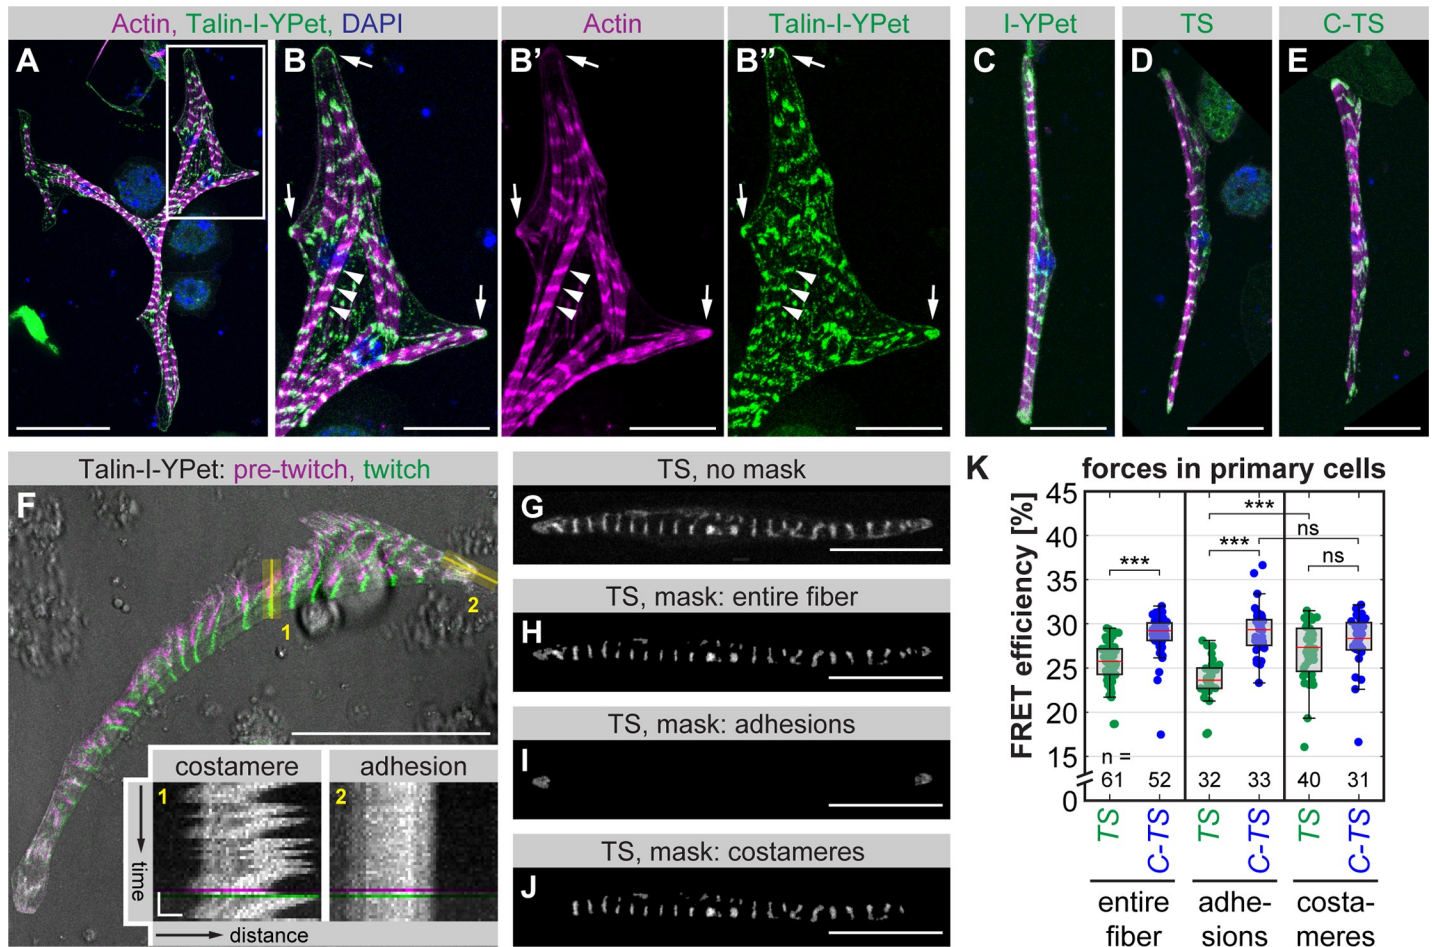 Actin, Talin-I-YPet, DAPI
Actin
Talin-I-YPet
I-YPet
TS
C-TS
A
B
B’
B’’
C
D
E
Talin-I-YPet: pre-twitch, twitch
F
1
2
costamere
adhesion
1
2
time
distance
TS, no mask
G
TS, mask: entire fiber
H
TS, mask: adhesions
I
TS, mask: costameres
J
K
forces in primary cells
FRET efficiency [%]
45
40
35
30
25
20
15
0
***
***
***
ns
ns
n =
61 52 32 33 40 31
TS C-TS TS C-TS TS C-TS
entire adhe- costa-
fiber sions meres